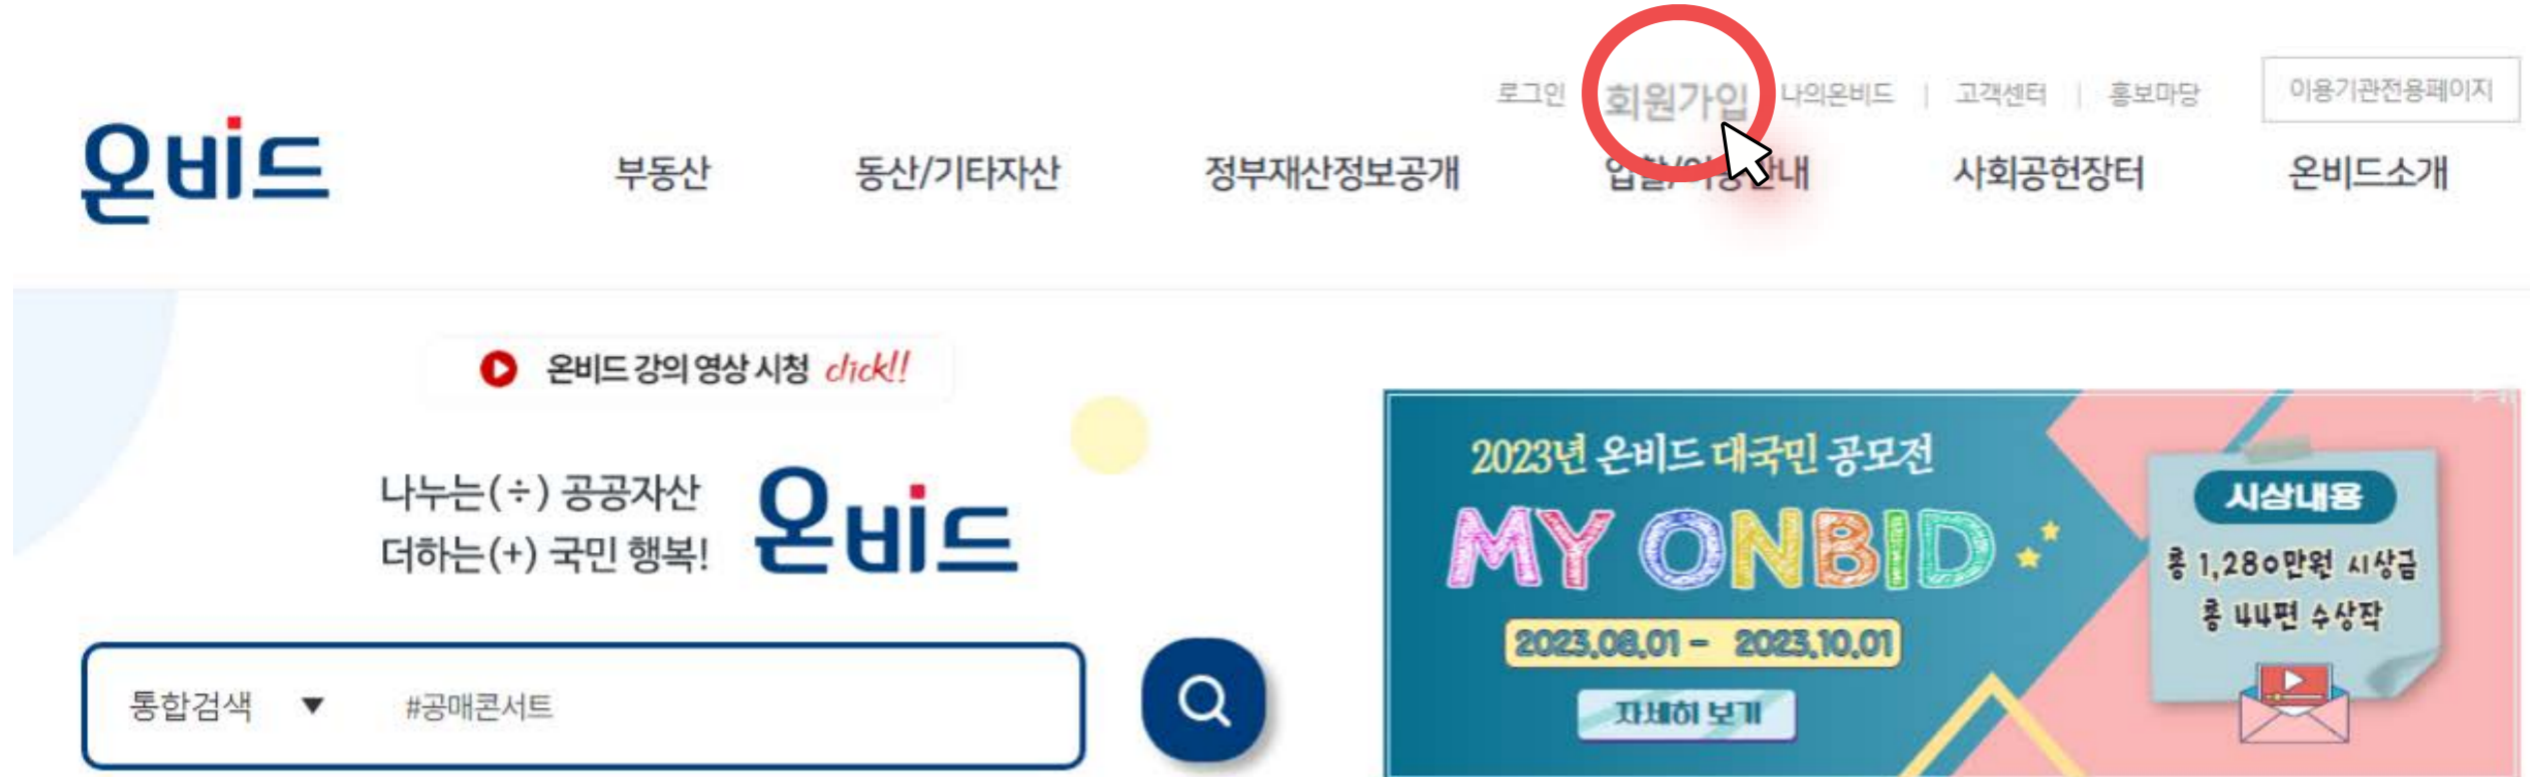 로그인 회원가입 나의온비드 | 고객센터 | 홍보마당 이용기관전용페이지
온비드 부동산 동산/기타자산 정부재산정보공개 입찰/이용안내 사회공헌장터 온비드소개
온비드 강의 영상 시청 click!!
나누는(÷) 공공자산
더하는(+) 국민 행복!
온비드
통합검색 ▼ #공매콘서트
2023년 온비드 대국민 공모전
MY ONBID
2023.08.01 - 2023.10.01
자세히 보기
시상내용
총 1,280만원 시상금
총 44편 수상작